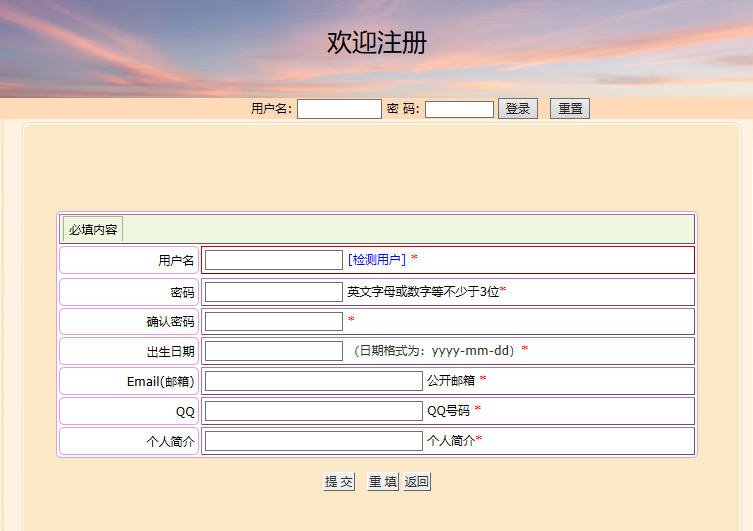 欢迎注册
用户名: 密 码: 登录 重置
必填内容
用户名 [检测用户] *
密码 英文字母或数字等不少于3位*
确认密码 *
出生日期 （日期格式为：yyyy-mm-dd）*
Email(邮箱) 公开邮箱 *
QQ QQ号码 *
个人简介 个人简介*
提 交 重 填 返回